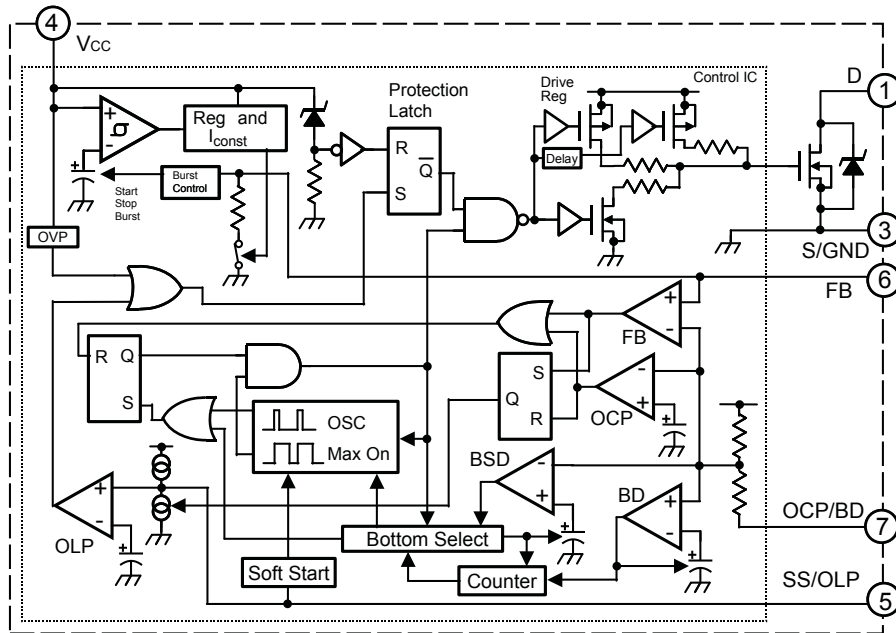 4
VCC
Control IC
D
1
Protection
Latch
Drive
Reg
Reg and
Iconst
R
Q
S
Delay
Burst
Control
Start
Stop
Burst
OVP
3
S/GND
6
FB
+
-
FB
R
Q
S
S
Q
R
-
+
OCP
OSC
Max On
BSD
-
+
BD
+
-
+
-
OLP
Bottom Select
OCP/BD
7
Soft Start
Counter
SS/OLP
5